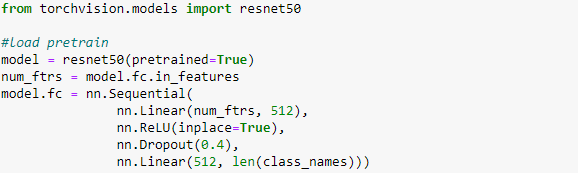 from torchvision.models import resnet50

#Load pretrain
model = resnet50(pretrained=True)
num_ftrs = model.fc.in_features
model.fc = nn.Sequential(
                nn.Linear(num_ftrs, 512),
                nn.ReLU(inplace=True),
                nn.Dropout(0.4),
                nn.Linear(512, len(class_names)))